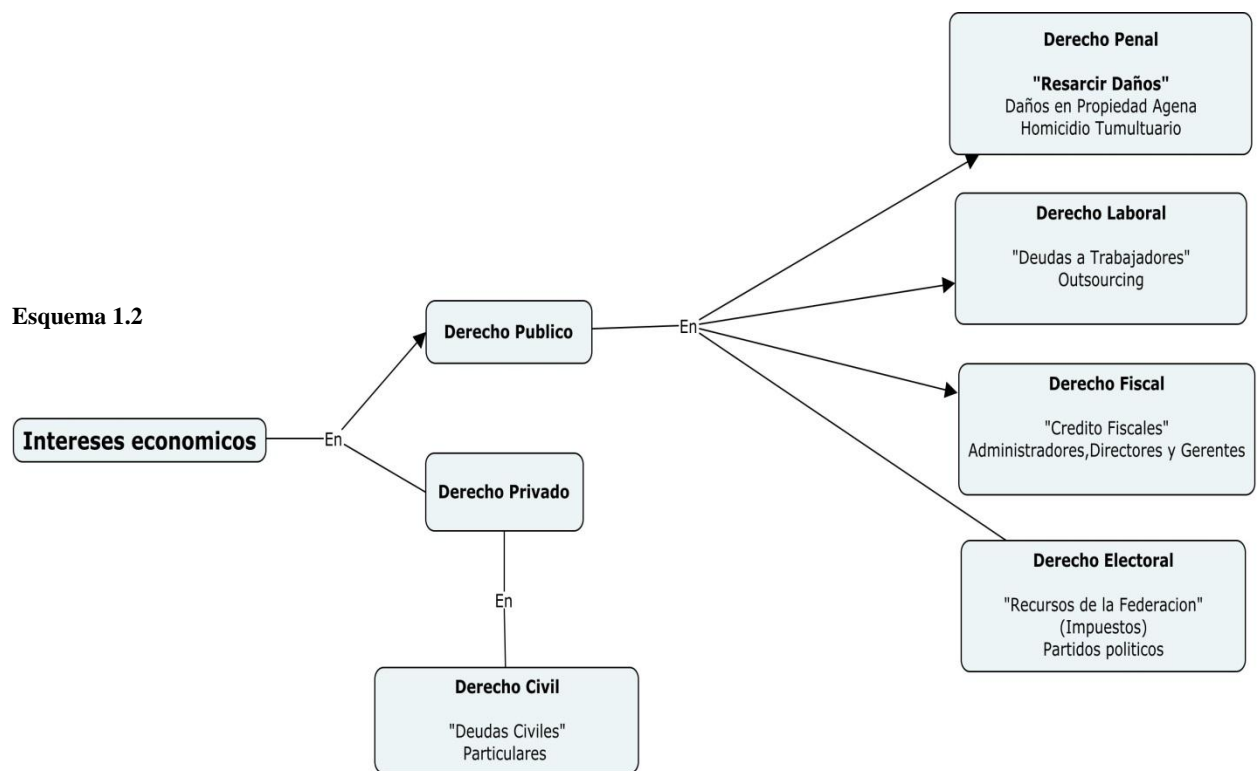 Esquema 1.2
Intereses economicos
En
Derecho Publico
En
Derecho Penal
"Resarcir Daños"
Daños en Propiedad Agena
Homicidio Tumultuario
Derecho Laboral
"Deudas a Trabajadores"
Outsourcing
Derecho Fiscal
"Credito Fiscales"
Administradores,Directores y Gerentes
Derecho Electoral
"Recursos de la Federacion"
(Impuestos)
Partidos politicos
Derecho Privado
En
Derecho Civil
"Deudas Civiles"
Particulares